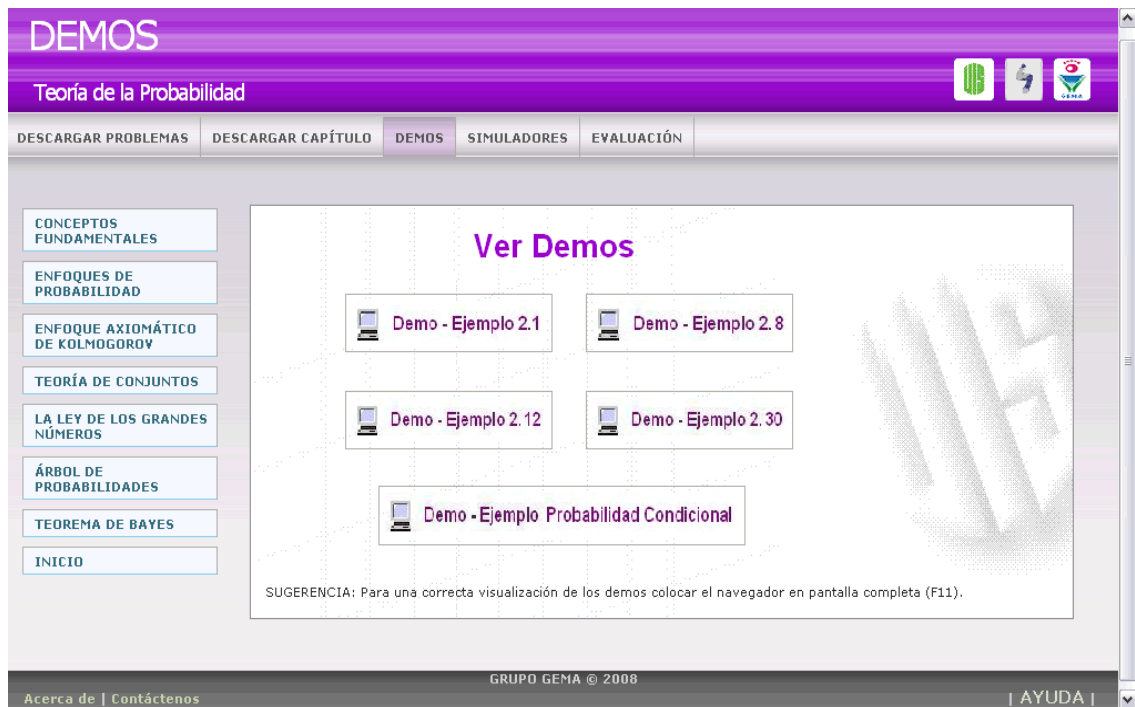 DEMOS
Teoría de la Probabilidad
GEMA
DESCARGAR PROBLEMAS
DESCARGAR CAPÍTULO
DEMOS
SIMULADORES
EVALUACIÓN
CONCEPTOS
FUNDAMENTALES
ENFOQUES DE
PROBABILIDAD
ENFOQUE AXIOMÁTICO
DE KOLMOGOROV
TEORÍA DE CONJUNTOS
LA LEY DE LOS GRANDES
NÚMEROS
ÁRBOL DE
PROBABILIDADES
TEOREMA DE BAYES
INICIO
Ver Demos
Demo - Ejemplo 2.1
Demo - Ejemplo 2.8
Demo - Ejemplo 2.12
Demo - Ejemplo 2.30
Demo - Ejemplo Probabilidad Condicional
SUGERENCIA: Para una correcta visualización de los demos colocar el navegador en pantalla completa (F11).
GRUPO GEMA © 2008
Acerca de | Contáctenos
| AYUDA |